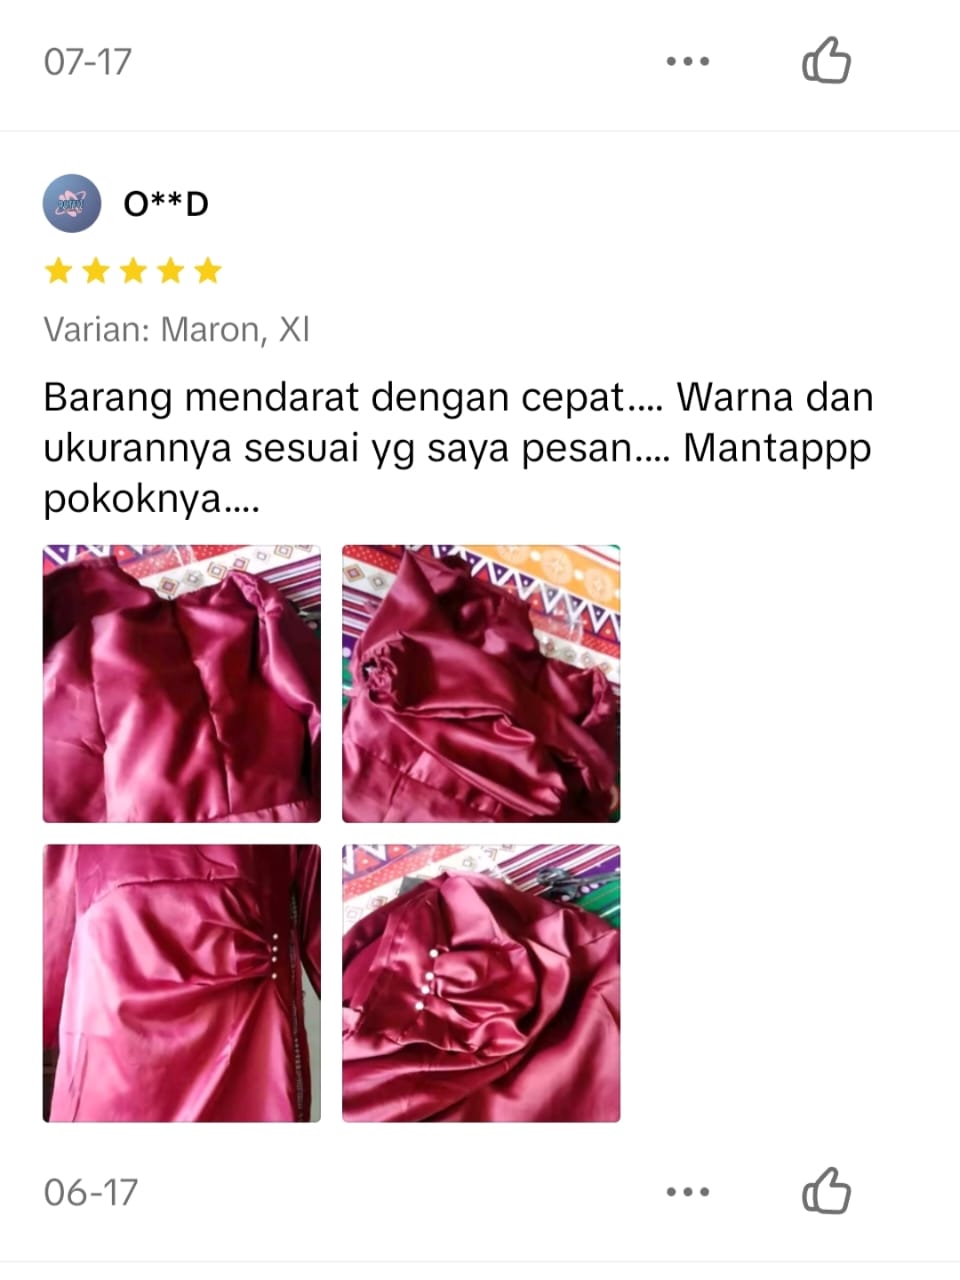 07-17
O**D
Varian: Maron, Xl
Barang mendarat dengan cepat.... Warna dan
ukurannya sesuai yg saya pesan.... Mantappp
pokoknya....
06-17